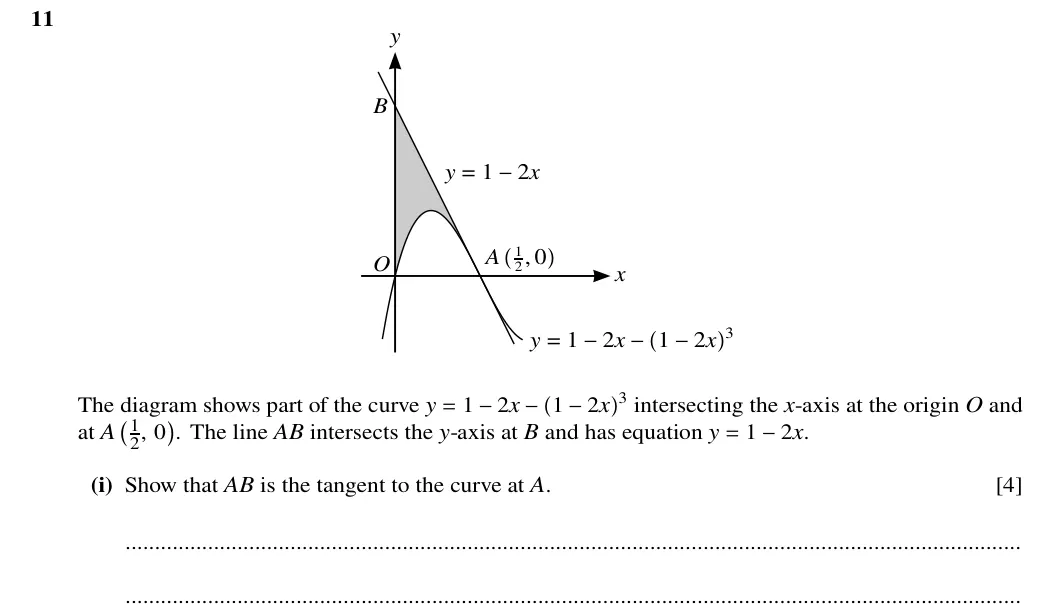 11
y
B
y = 1 – 2x
O
A (½, 0)
x
y = 1 – 2x – (1 – 2x)³
The diagram shows part of the curve y = 1 – 2x – (1 – 2x)³ intersecting the x-axis at the origin O and
at A (½, 0). The line AB intersects the y-axis at B and has equation y = 1 – 2x.
(i) Show that AB is the tangent to the curve at A. [4]